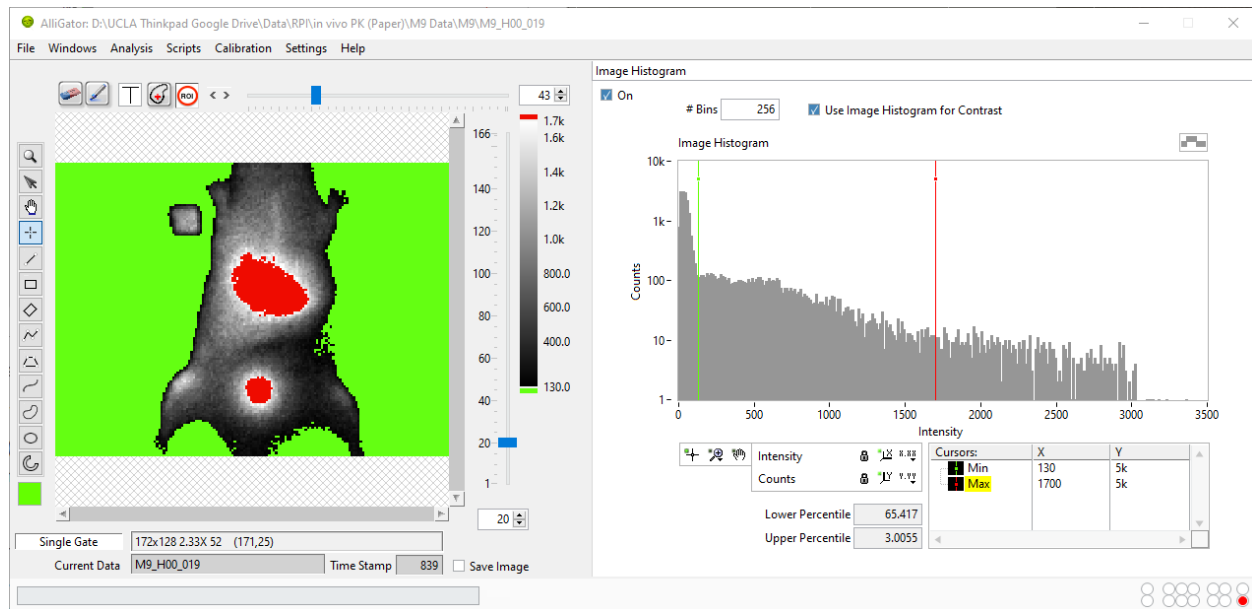 AlliGator: D:\UCLA Thinkpad Google Drive\Data\RPI\in vivo PK (Paper)\M9 Data\M9\M9_H00_019
File Windows Analysis Scripts Calibration Settings Help
ROI < > 43
166
140
120
100
80
60
40
20
1
20
1.7k
1.6k
1.4k
1.2k
1.0k
800.0
600.0
400.0
130.0
Single Gate 172x128 2.33X 52 (171,25)
Current Data M9_H00_019 Time Stamp 839 Save Image
Image Histogram
On
# Bins 256 Use Image Histogram for Contrast
Image Histogram
10k
1k
100
10
1
Counts
0 500 1000 1500 2000 2500 3000 3500
Intensity
Intensity X X.XX
Counts Y Y.YY
Cursors: X Y
Min 130 5k
Max 1700 5k
Lower Percentile 65.417
Upper Percentile 3.0055